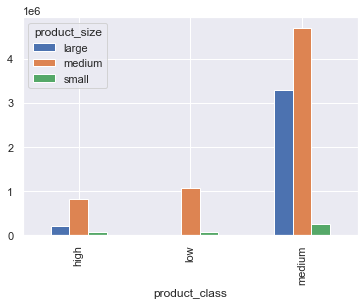 1e6
product_size
large
medium
small
4
3
2
1
0
high
low
medium
product_class